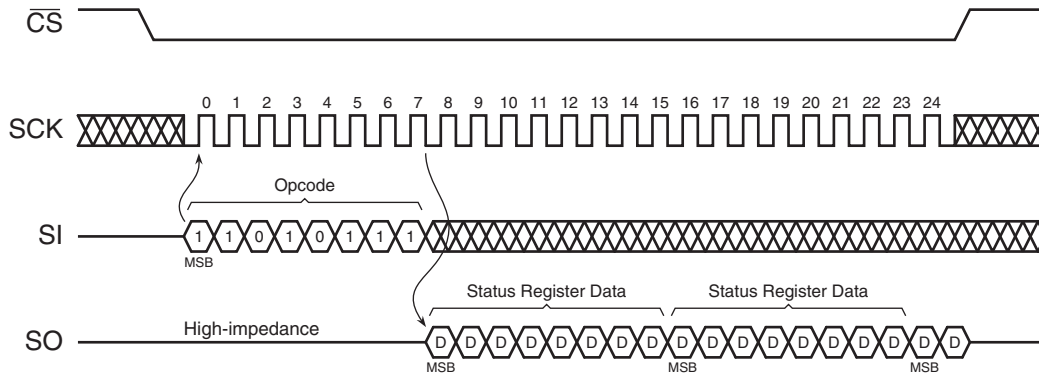 CS
0 1 2 3 4 5 6 7 8 9 10 11 12 13 14 15 16 17 18 19 20 21 22 23 24
SCK
Opcode
SI
1 1 0 1 0 1 1 1
MSB
Status Register Data Status Register Data
High-impedance
SO
D D D D D D D D D D D D D D D D D D
MSB MSB MSB